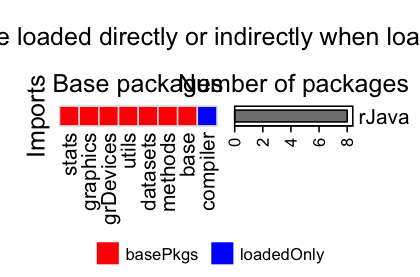 e loaded directly or indirectly when loa
Base packages
Number of packages
Imports
rJava
stats
graphics
grDevices
utils
datasets
methods
base
compiler
0
2
4
6
8
basePkgs
loadedOnly